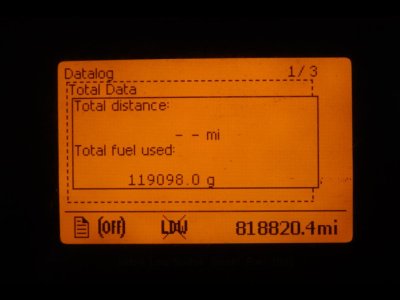 Datalog 1/3
Total Data
Total distance:
- - mi
Total fuel used:
119098.0 g
(OFF) LDW 818820.4mi